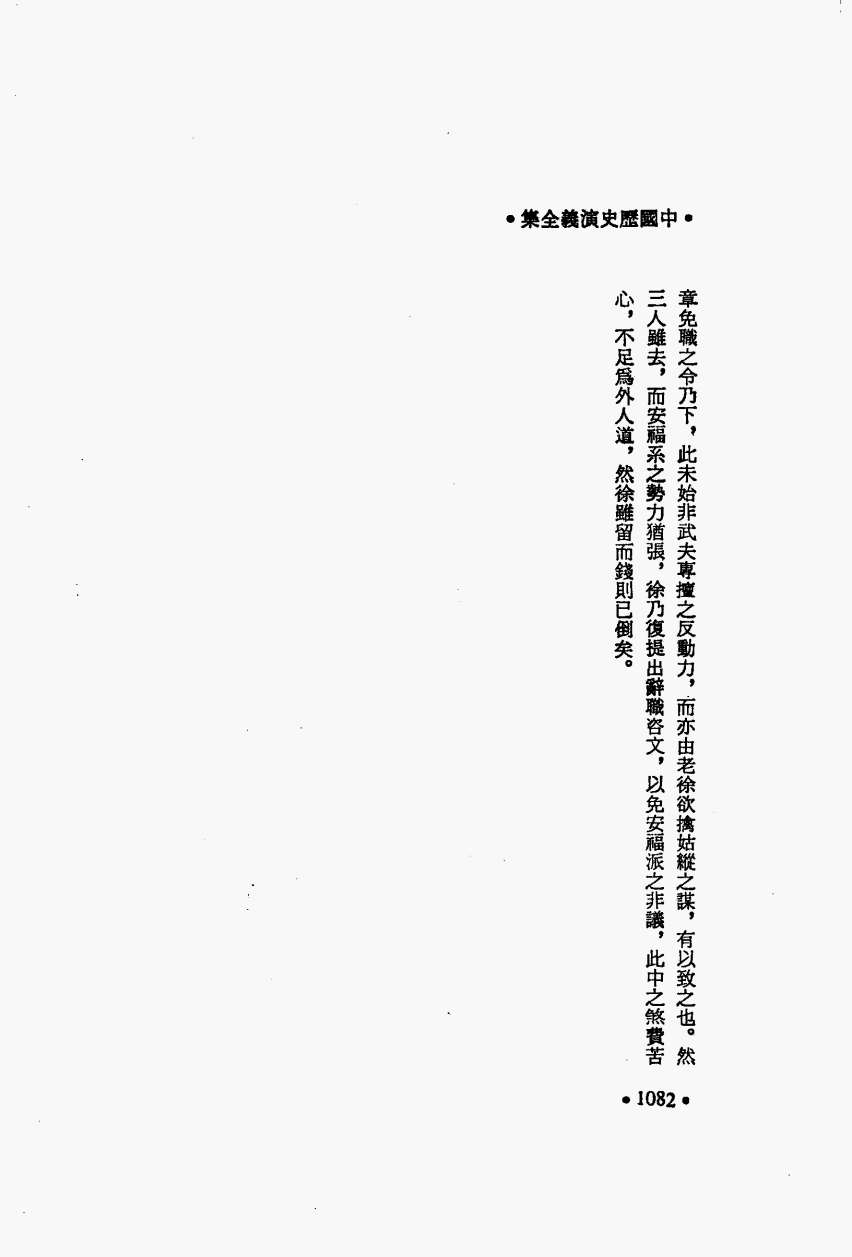 •中國歷史演義全集•
章免職之令乃下，此未始非武夫專擅之反動力，而亦由老徐欲擒姑縱之謀，有以致之也。然
三人雖去，而安福系之勢力猶張，徐乃復提出辭職咨文，以免安福派之非議，此中之煞費苦
心，不足爲外人道，然徐雖留而錢則已倒矣。
•1082•